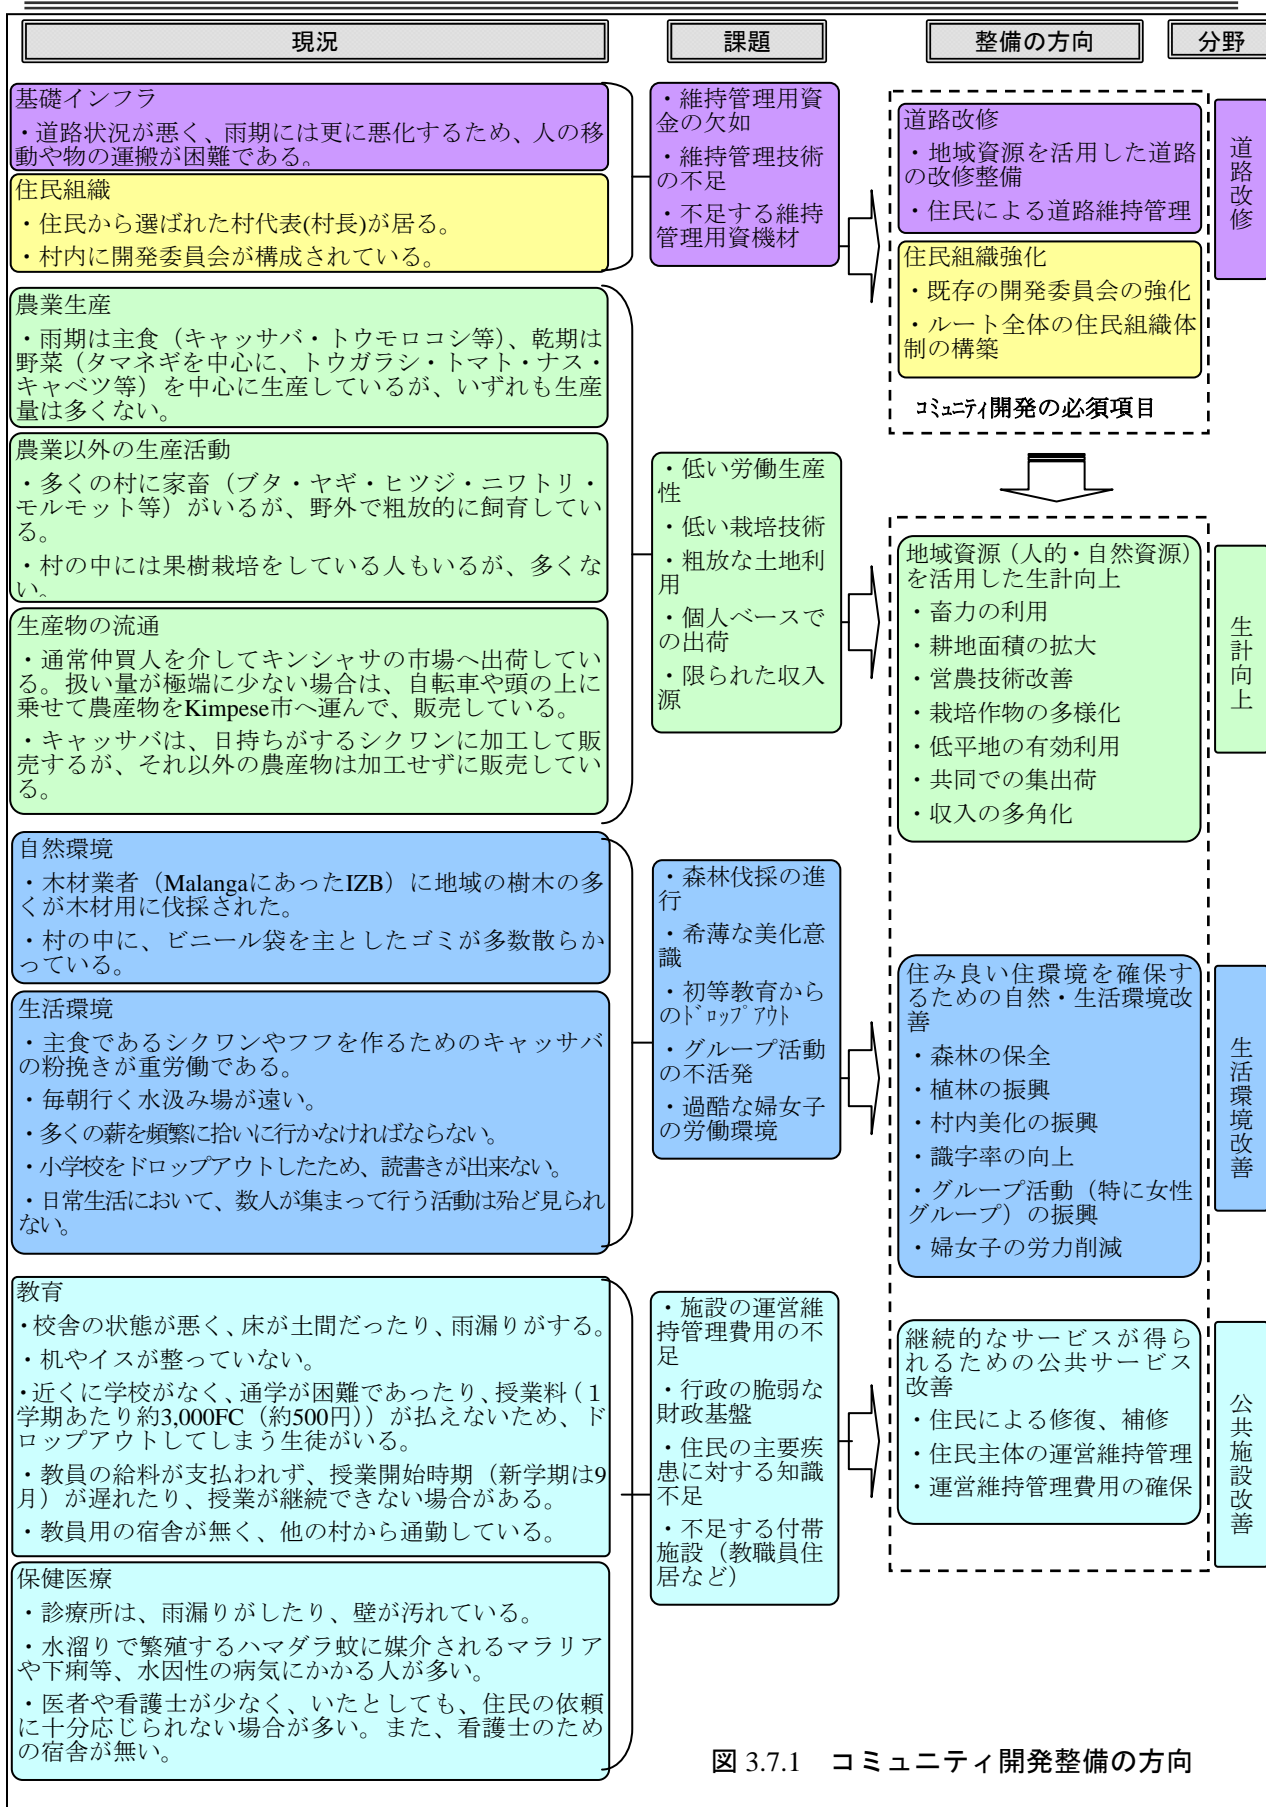 現況
課題
整備の方向
分野
基礎インフラ
・道路状況が悪く、雨期には更に悪化するため、人の移
動や物の運搬が困難である。
住民組織
・住民から選ばれた村代表(村長)が居る。
・村内に開発委員会が構成されている。
・維持管理用資
金の欠如
・維持管理技術
の不足
・不足する維持
管理用資機材
道路改修
・地域資源を活用した道路
の改修整備
・住民による道路維持管理
住民組織強化
・既存の開発委員会の強化
・ルート全体の住民組織体
制の構築
コミュニティ開発の必須項目
道路改修
農業生産
・雨期は主食（キャッサバ・トウモロコシ等）、乾期は
野菜（タマネギを中心に、トウガラシ・トマト・ナス・
キャベツ等）を中心に生産しているが、いずれも生産
量は多くない。
農業以外の生産活動
・多くの村に家畜（ブタ・ヤギ・ヒツジ・ニワトリ・
モルモット等）がいるが、野外で粗放的に飼育してい
る。
・村の中には果樹栽培をしている人もいるが、多くな
い。
生産物の流通
・通常仲買人を介してキンシャサの市場へ出荷してい
る。扱い量が極端に少ない場合は、自転車や頭の上に
乗せて農産物をKimpese市へ運んで、販売している。
・キャッサバは、日持ちがするシクワンに加工して販
売するが、それ以外の農産物は加工せずに販売してい
る。
・低い労働生産
性
・低い栽培技術
・粗放な土地利
用
・個人ベースで
の出荷
・限られた収入
源
地域資源（人的・自然資源）
を活用した生計向上
・畜力の利用
・耕地面積の拡大
・営農技術改善
・栽培作物の多様化
・低平地の有効利用
・共同での集出荷
・収入の多角化
生計向上
自然環境
・木材業者（MalangaにあったIZB）に地域の樹木の多
くが木材用に伐採された。
・村の中に、ビニール袋を主としたゴミが多数散らか
っている。
生活環境
・主食であるシクワンやフフを作るためのキャッサバ
の粉挽きが重労働である。
・毎朝行く水汲み場が遠い。
・多くの薪を頻繁に拾いに行かなければならない。
・小学校をドロップアウトしたため、読書きが出来ない。
・日常生活において、数人が集まって行う活動は殆ど見られ
ない。
・森林伐採の進
行
・希薄な美化意
識
・初等教育から
のﾄﾞﾛｯﾌﾟｱｳﾄ
・グループ活動
の不活発
・過酷な婦女子
の労働環境
住み良い住環境を確保す
るための自然・生活環境改
善
・森林の保全
・植林の振興
・村内美化の振興
・識字率の向上
・グループ活動（特に女性
グループ）の振興
・婦女子の労力削減
生活環境改善
教育
・校舎の状態が悪く、床が土間だったり、雨漏りがする。
・机やイスが整っていない。
・近くに学校がなく、通学が困難であったり、授業料（1
学期あたり約3,000FC（約500円））が払えないため、ド
ロップアウトしてしまう生徒がいる。
・教員の給料が支払われず、授業開始時期（新学期は9
月）が遅れたり、授業が継続できない場合がある。
・教員用の宿舎が無く、他の村から通勤している。
保健医療
・診療所は、雨漏りがしたり、壁が汚れている。
・水溜りで繁殖するハマダラ蚊に媒介されるマラリア
や下痢等、水因性の病気にかかる人が多い。
・医者や看護士が少なく、いたとしても、住民の依頼
に十分応じられない場合が多い。また、看護士のため
の宿舎が無い。
・施設の運営維
持管理費用の不
足
・行政の脆弱な
財政基盤
・住民の主要疾
患に対する知識
不足
・不足する付帯
施設（教職員住
居など）
継続的なサービスが得ら
れるための公共サービス
改善
・住民による修復、補修
・住民主体の運営維持管理
・運営維持管理費用の確保
公共施設改善
図 3.7.1　コミュニティ開発整備の方向